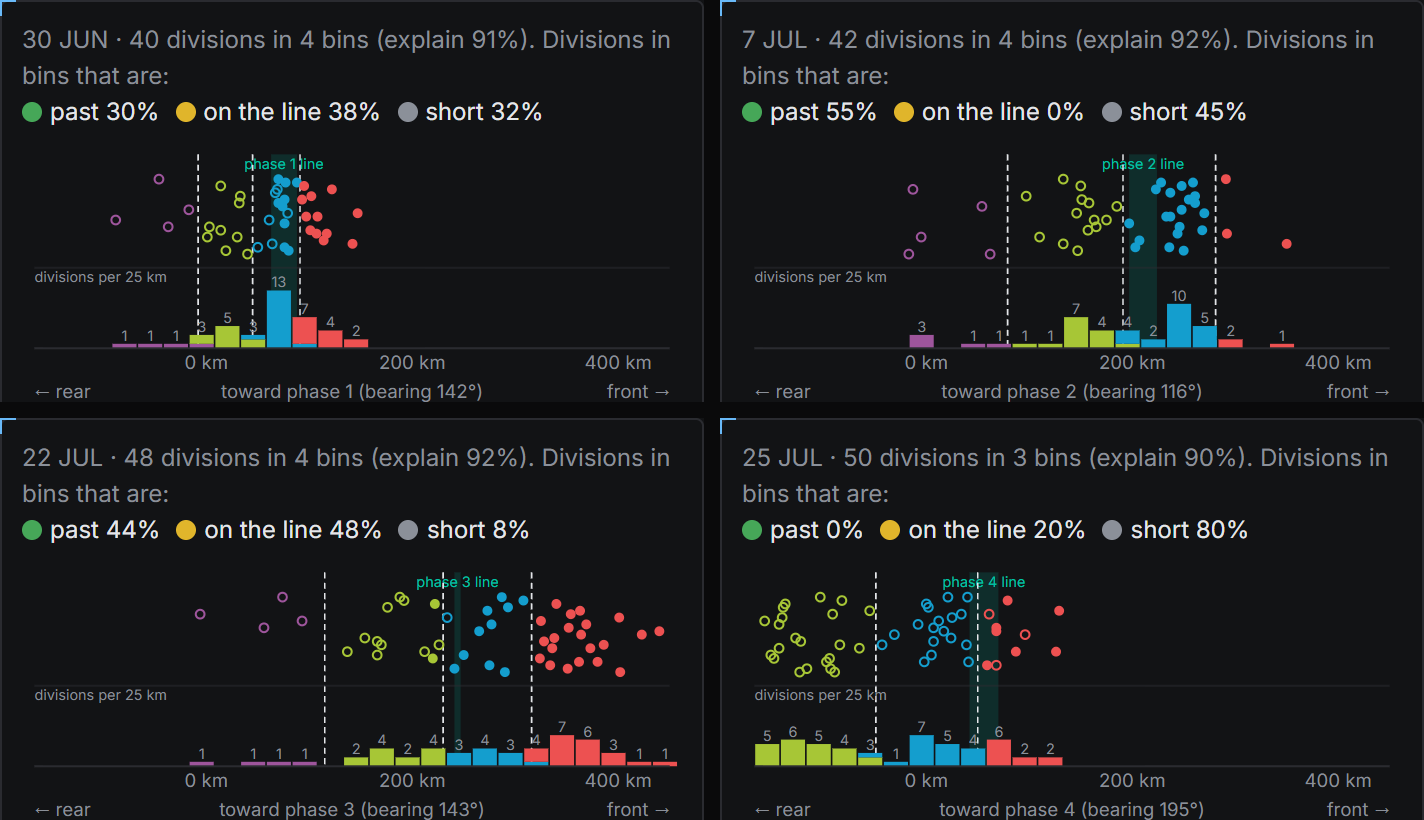 30 JUN · 40 divisions in 4 bins (explain 91%). Divisions in
bins that are:
past 30% on the line 38% short 32%
phase 1 line
divisions per 25 km
1 1 1 3 5 3 13 7 4 2
0 km 200 km 400 km
← rear toward phase 1 (bearing 142°) front →
7 JUL · 42 divisions in 4 bins (explain 92%). Divisions in
bins that are:
past 55% on the line 0% short 45%
phase 2 line
divisions per 25 km
3 1 1 1 1 7 4 4 2 10 5 2 1
0 km 200 km 400 km
← rear toward phase 2 (bearing 116°) front →
22 JUL · 48 divisions in 4 bins (explain 92%). Divisions in
bins that are:
past 44% on the line 48% short 8%
phase 3 line
divisions per 25 km
1 1 1 1 2 4 2 4 3 4 3 4 7 6 3 1 1
0 km 200 km 400 km
← rear toward phase 3 (bearing 143°) front →
25 JUL · 50 divisions in 3 bins (explain 90%). Divisions in
bins that are:
past 0% on the line 20% short 80%
phase 4 line
divisions per 25 km
5 6 5 4 3 1 7 5 4 6 2 2
0 km 200 km 400 km
← rear toward phase 4 (bearing 195°) front →